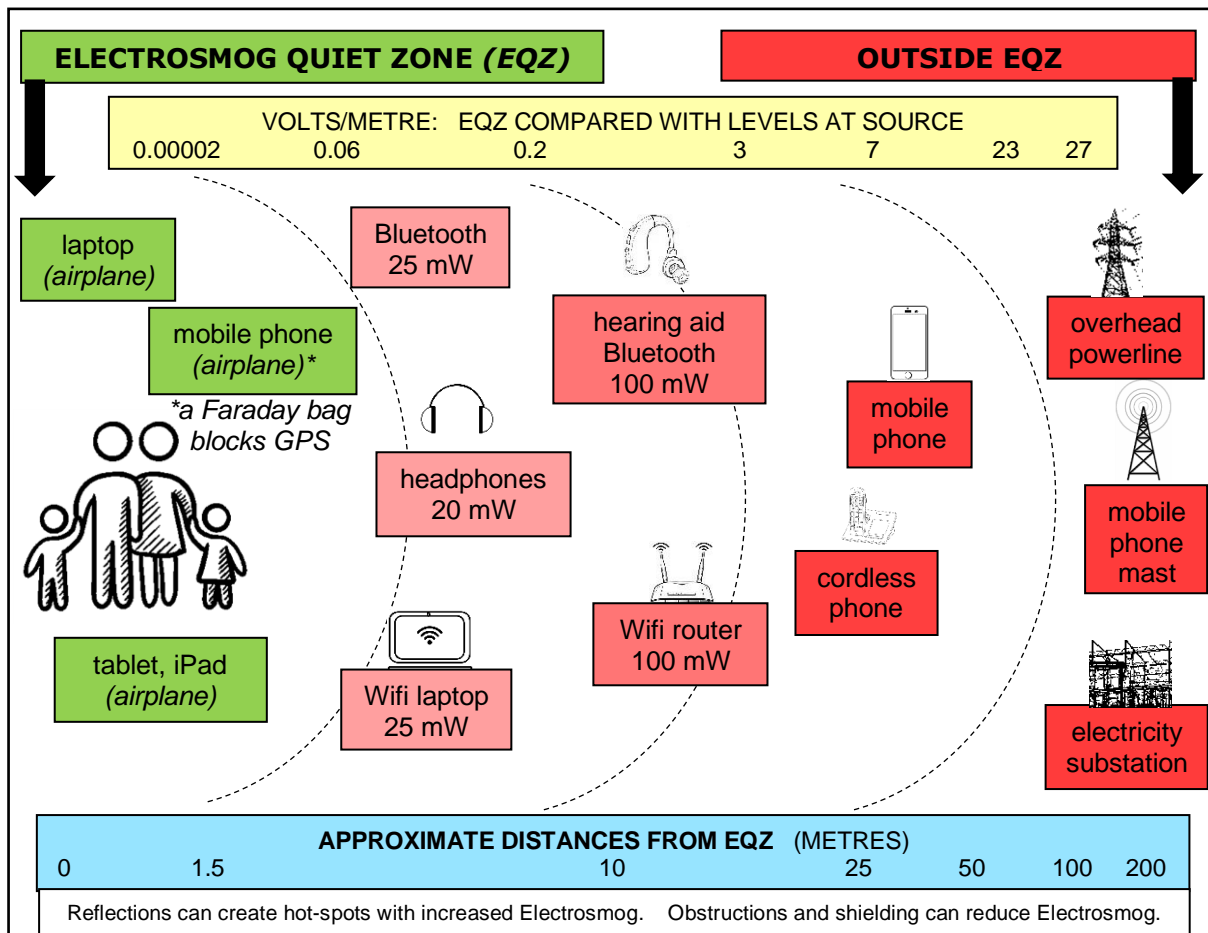 ELECTROSMOG QUIET ZONE (EQZ)
OUTSIDE EQZ
VOLTS/METRE: EQZ COMPARED WITH LEVELS AT SOURCE
0.00002 0.06 0.2 3 7 23 27
laptop
(airplane)
mobile phone
(airplane)*
*a Faraday bag
blocks GPS
tablet, iPad
(airplane)
Bluetooth
25 mW
headphones
20 mW
Wifi laptop
25 mW
hearing aid
Bluetooth
100 mW
Wifi router
100 mW
mobile
phone
cordless
phone
overhead
powerline
mobile
phone
mast
electricity
substation
APPROXIMATE DISTANCES FROM EQZ (METRES)
0 1.5 10 25 50 100 200
Reflections can create hot-spots with increased Electrosmog. Obstructions and shielding can reduce Electrosmog.